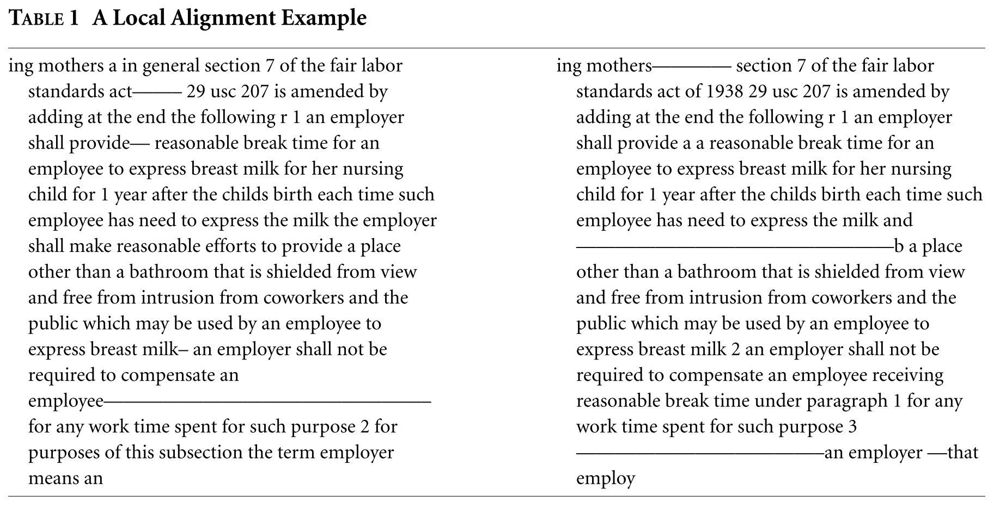 TABLE 1 A Local Alignment Example
ing mothers a in general section 7 of the fair labor
standards act——– 29 usc 207 is amended by
adding at the end the following r 1 an employer
shall provide— reasonable break time for an
employee to express breast milk for her nursing
child for 1 year after the childs birth each time such
employee has need to express the milk the employer
shall make reasonable efforts to provide a place
other than a bathroom that is shielded from view
and free from intrusion from coworkers and the
public which may be used by an employee to
express breast milk– an employer shall not be
required to compensate an
employee————————————————–
for any work time spent for such purpose 2 for
purposes of this subsection the term employer
means an
ing mothers———— section 7 of the fair labor
standards act of 1938 29 usc 207 is amended by
adding at the end the following r 1 an employer
shall provide a a reasonable break time for an
employee to express breast milk for her nursing
child for 1 year after the childs birth each time such
employee has need to express the milk and
————————————————b a place
other than a bathroom that is shielded from view
and free from intrusion from coworkers and the
public which may be used by an employee to
express breast milk 2 an employer shall not be
required to compensate an employee receiving
reasonable break time under paragraph 1 for any
work time spent for such purpose 3
————————————–an employer —that
employ